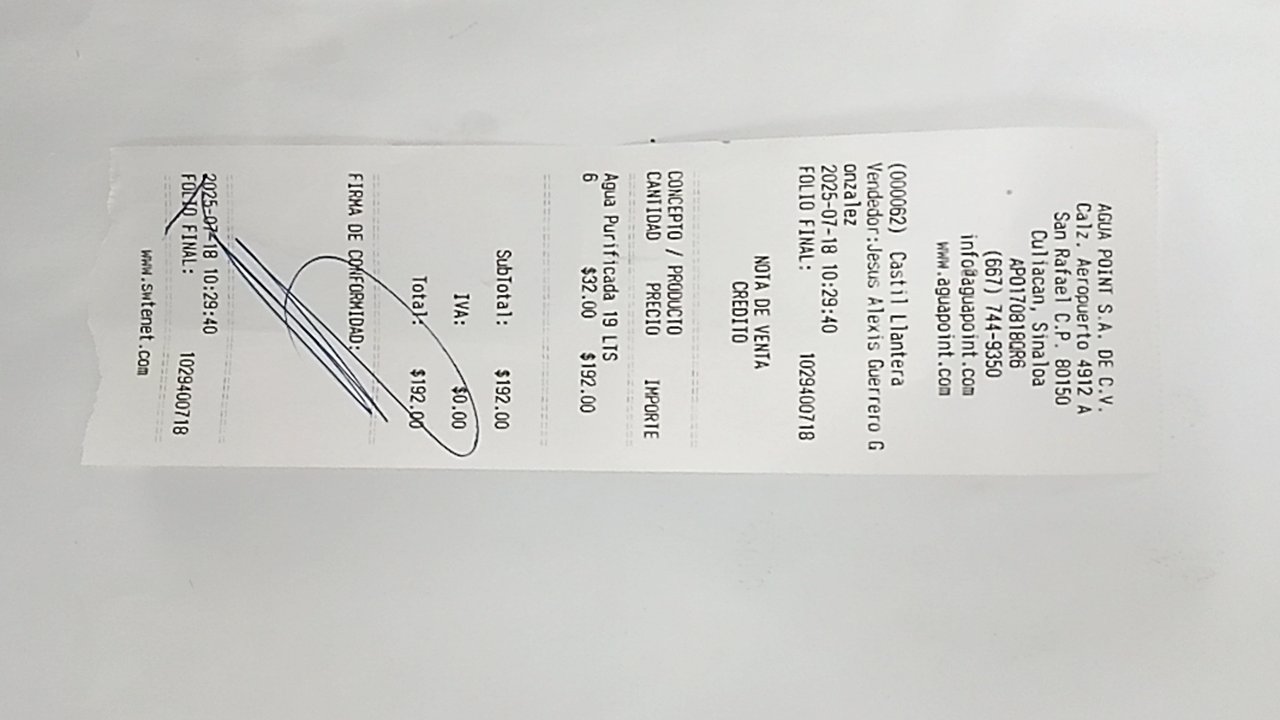 AGUA POINT S.A. DE C.V.
Calz. Aeropuerto 4912 A
San Rafael C.P. 80150
Culiacan, Sinaloa
APO170818QR6
(667) 744-9350
info@aguapoint.com
www.aguapoint.com
(000062) Castil Llantera
Vendedor:Jesus Alexis Guerrero G
onzalez
2025-07-18 10:29:40
FOLIO FINAL: 1029400718
NOTA DE VENTA
CREDITO
CONCEPTO / PRODUCTO
CANTIDAD PRECIO IMPORTE
Agua Purificada 19 LTS
6 $32.00 $192.00
SubTotal: $192.00
IVA: $0.00
Total: $192.00
FIRMA DE CONFORMIDAD:
2025-07-18 10:29:40
FOLIO FINAL: 1029400718
www.swtenet.com